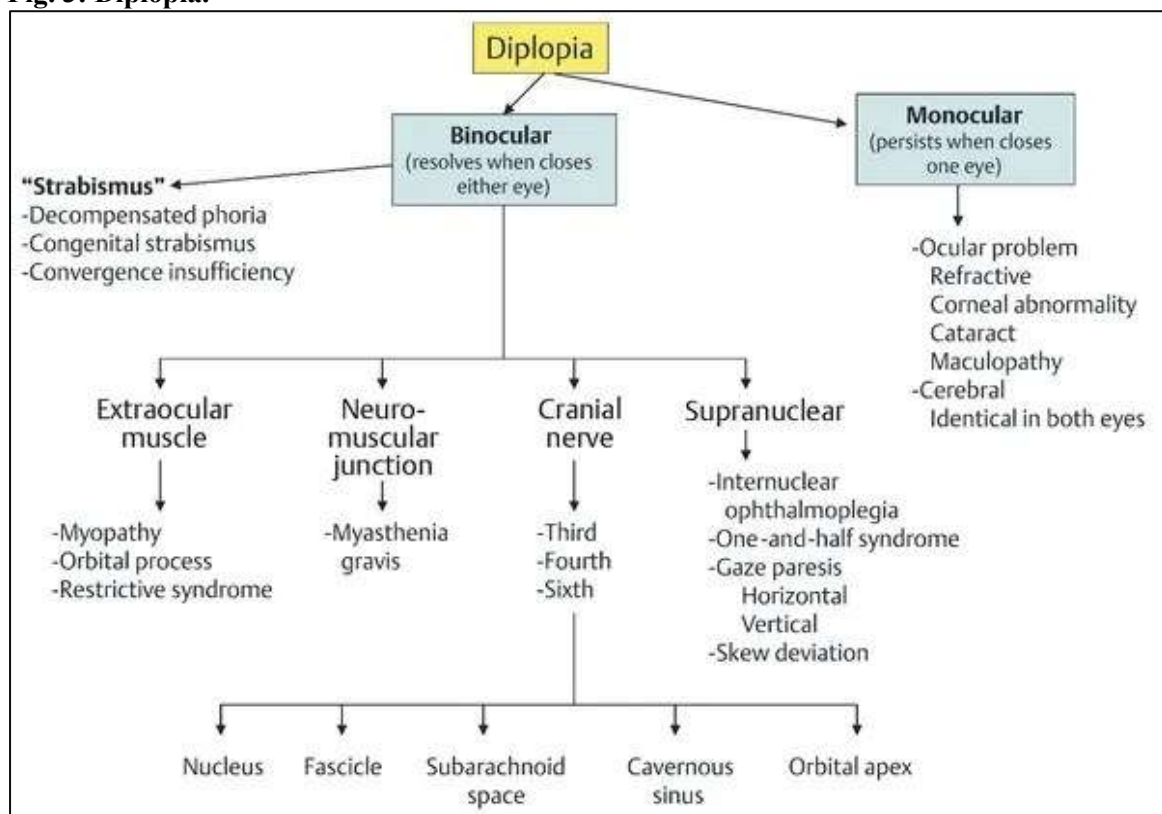 Fig. 3: Diplopia.
Diplopia
Binocular
(resolves when closes
either eye)
Monocular
(persists when closes
one eye)
“Strabismus”
-Decompensated phoria
-Congenital strabismus
-Convergence insufficiency
-Ocular problem
Refractive
Corneal abnormality
Cataract
Maculopathy
-Cerebral
Identical in both eyes
Extraocular
muscle
-Myopathy
-Orbital process
-Restrictive syndrome
Neuro-
muscular
junction
-Myasthenia
gravis
Cranial
nerve
-Third
-Fourth
-Sixth
Supranuclear
-Internuclear
ophthalmoplegia
-One-and-half syndrome
-Gaze paresis
Horizontal
Vertical
-Skew deviation
Nucleus
Fascicle
Subarachnoid
space
Cavernous
sinus
Orbital apex